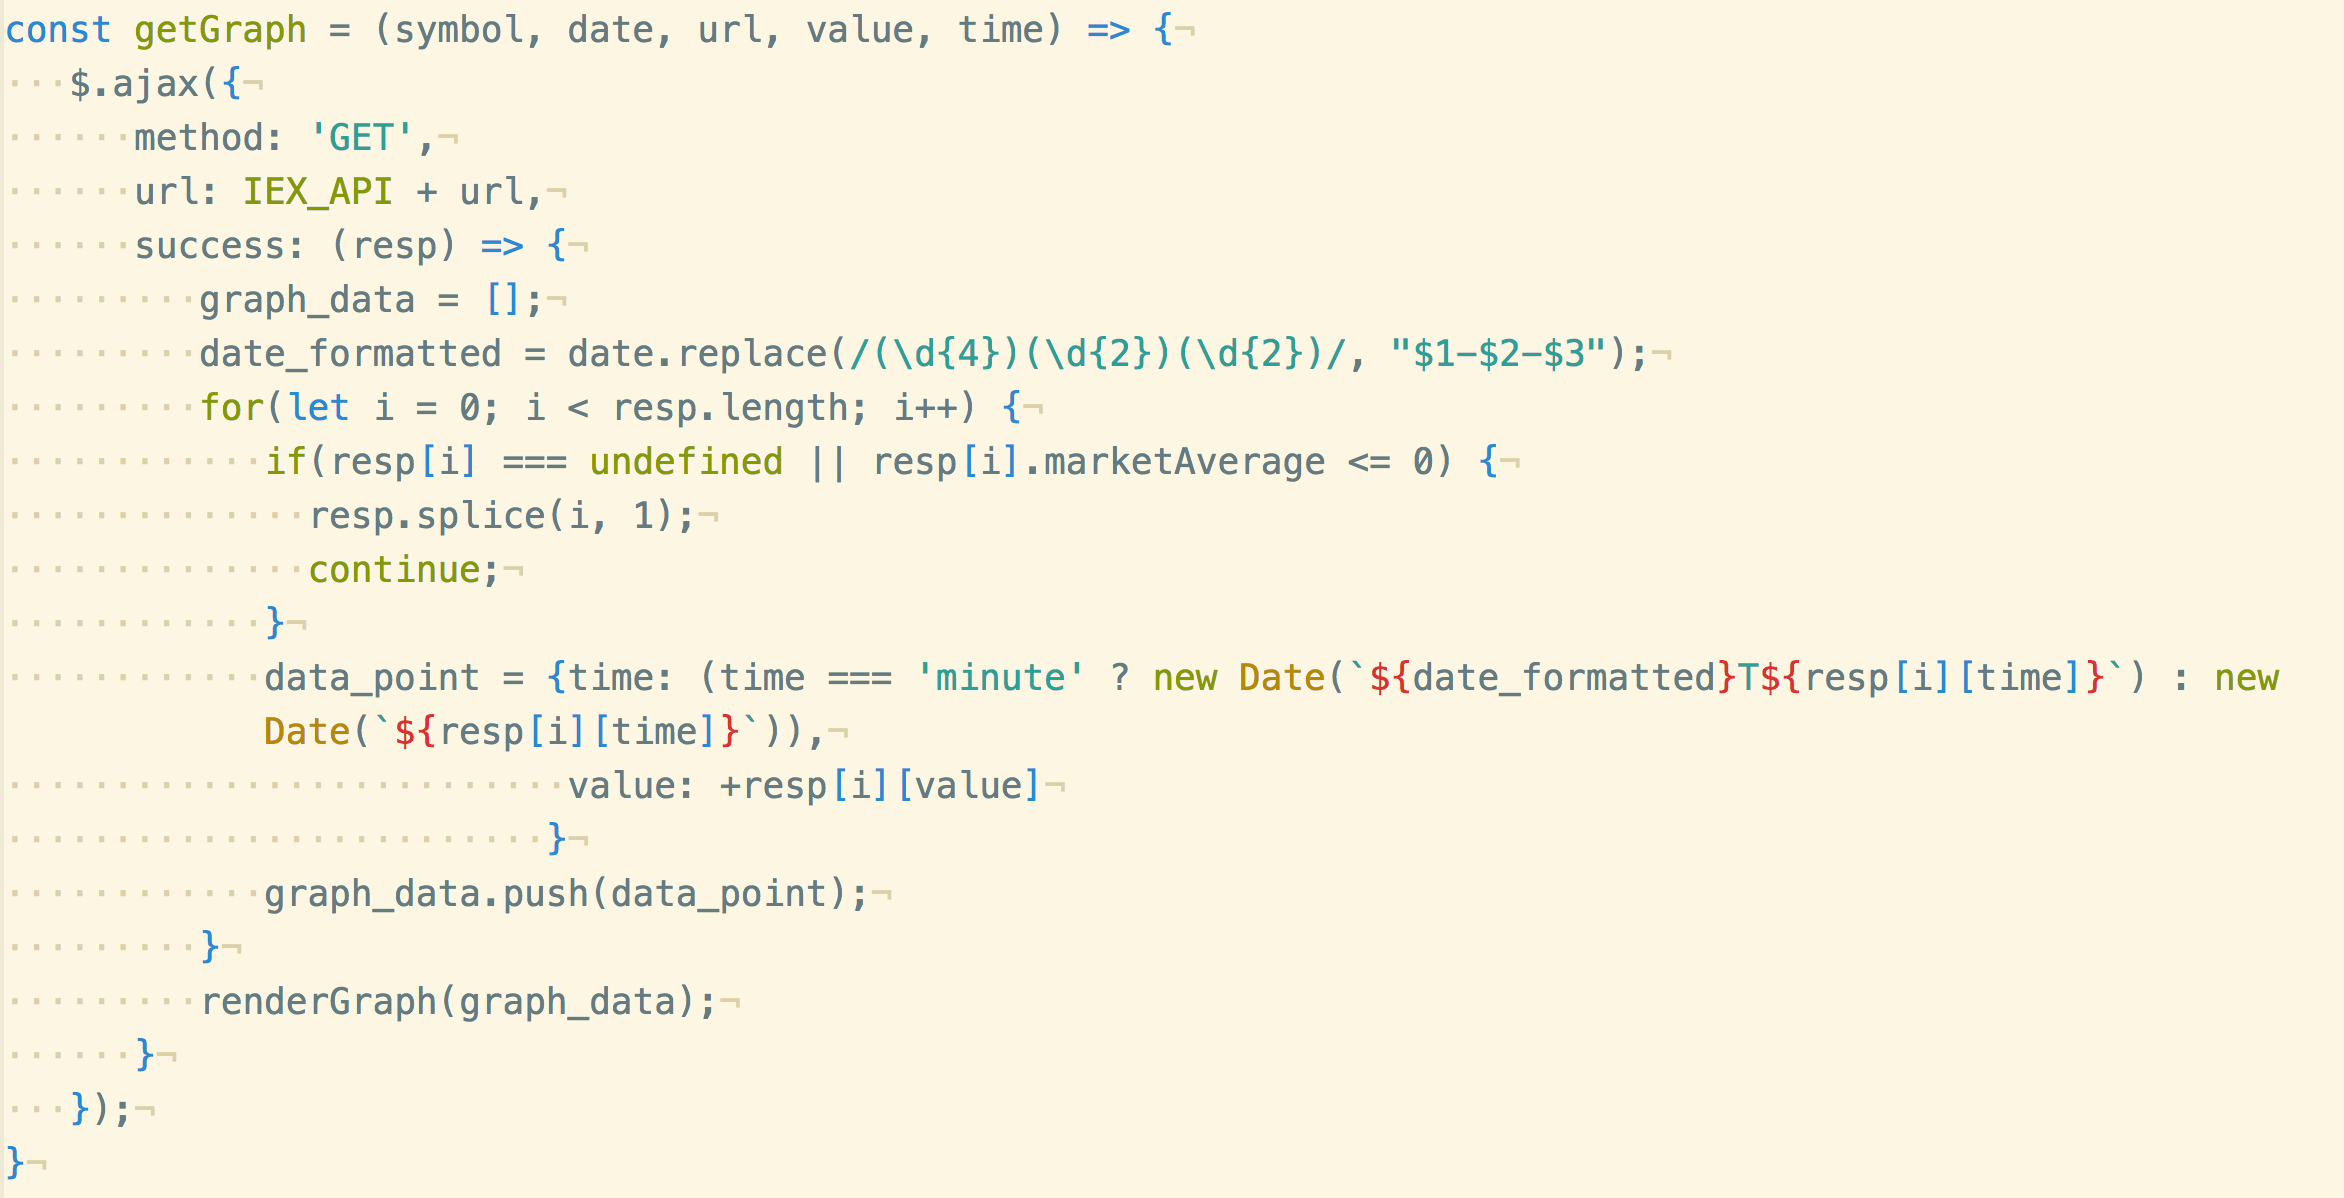 const getGraph = (symbol, date, url, value, time) => {¬
···$.ajax({¬
······method: 'GET',¬
······url: IEX_API + url,¬
······success: (resp) => {¬
·········graph_data = [];¬
·········date_formatted = date.replace(/(\d{4})(\d{2})(\d{2})/, "$1-$2-$3");¬
·········for(let i = 0; i < resp.length; i++) {¬
············if(resp[i] === undefined || resp[i].marketAverage <= 0) {¬
··············resp.splice(i, 1);¬
··············continue;¬
············}¬
············data_point = {time: (time === 'minute' ? new Date(`${date_formatted}T${resp[i][time]}`) : new
Date(`${resp[i][time]}`)),¬
··························value: +resp[i][value]¬
·························}¬
············graph_data.push(data_point);¬
·········}¬
·········renderGraph(graph_data);¬
······}¬
···});¬
}¬